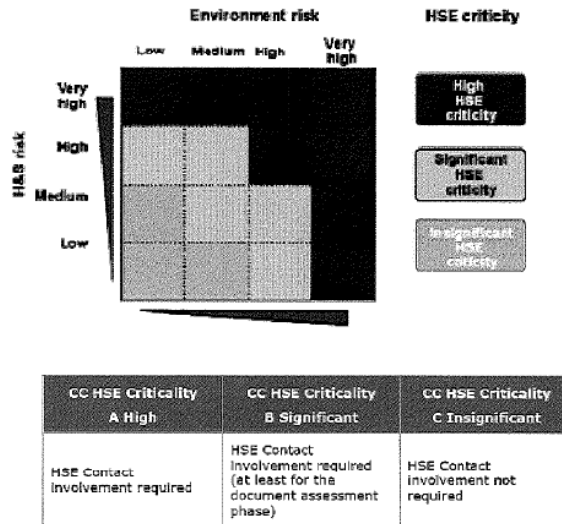 Environment risk
HSE criticity
Low Medium High Very high
Very high
High
Medium
Low
H&S risk
High
HSE
criticity
Significant
HSE
criticity
Insignificant
HSE
criticity
CC HSE Criticality
A High
CC HSE Criticality
B Significant
CC HSE Criticality
C Insignificant
HSE Contact
involvement required
HSE Contact
involvement required
(at least for the
document assessment
phase)
HSE Contact
involvement not
required